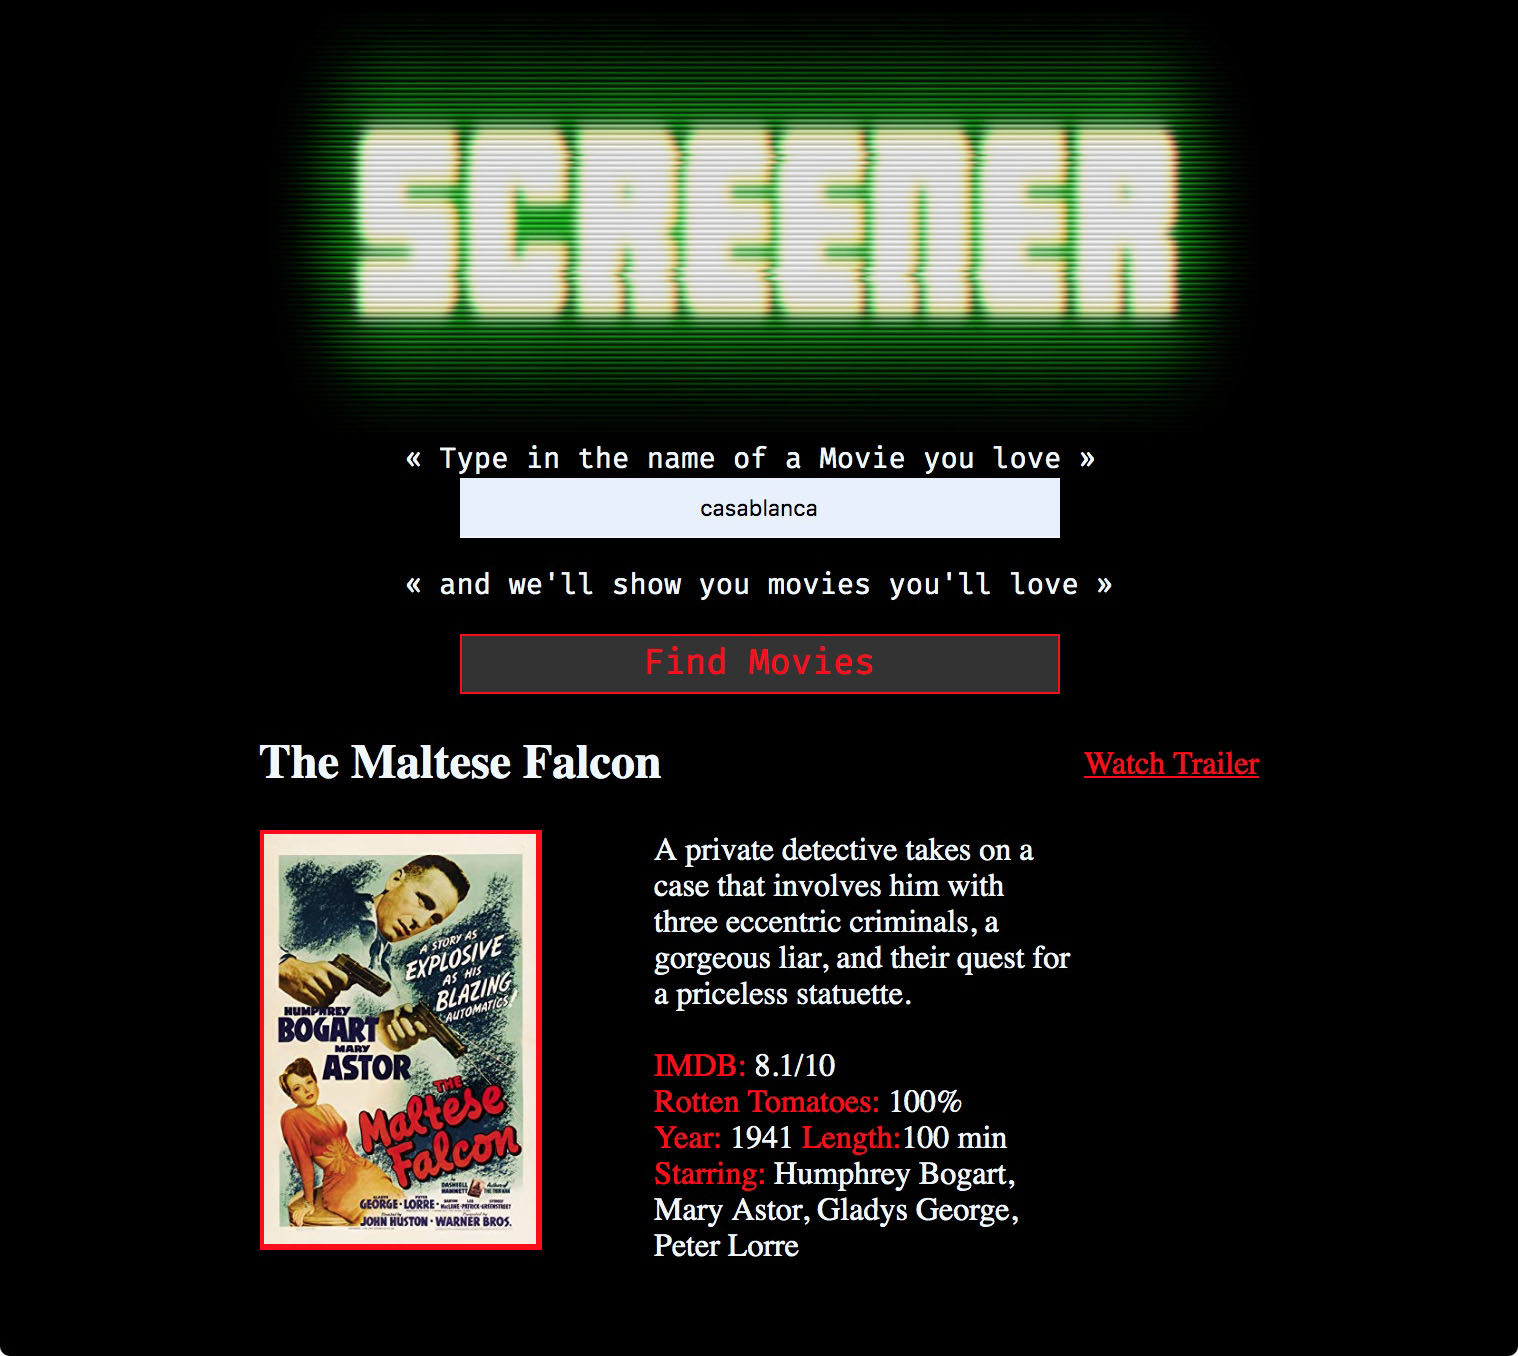 SCREENER
« Type in the name of a Movie you love »
casablanca
« and we'll show you movies you'll love »
Find Movies
The Maltese Falcon
Watch Trailer
A STORY AS
EXPLOSIVE
AS HIS
BLAZING
AUTOMATICS!
HUMPHREY
BOGART
MARY
ASTOR
THE
Maltese
Falcon
DASHIELL
HAMMETT
GLADYS
GEORGE · PETER
LORRE
JOHN HUSTON · WARNER BROS.
A private detective takes on a
case that involves him with
three eccentric criminals, a
gorgeous liar, and their quest for
a priceless statuette.
IMDB: 8.1/10
Rotten Tomatoes: 100%
Year: 1941 Length:100 min
Starring: Humphrey Bogart,
Mary Astor, Gladys George,
Peter Lorre